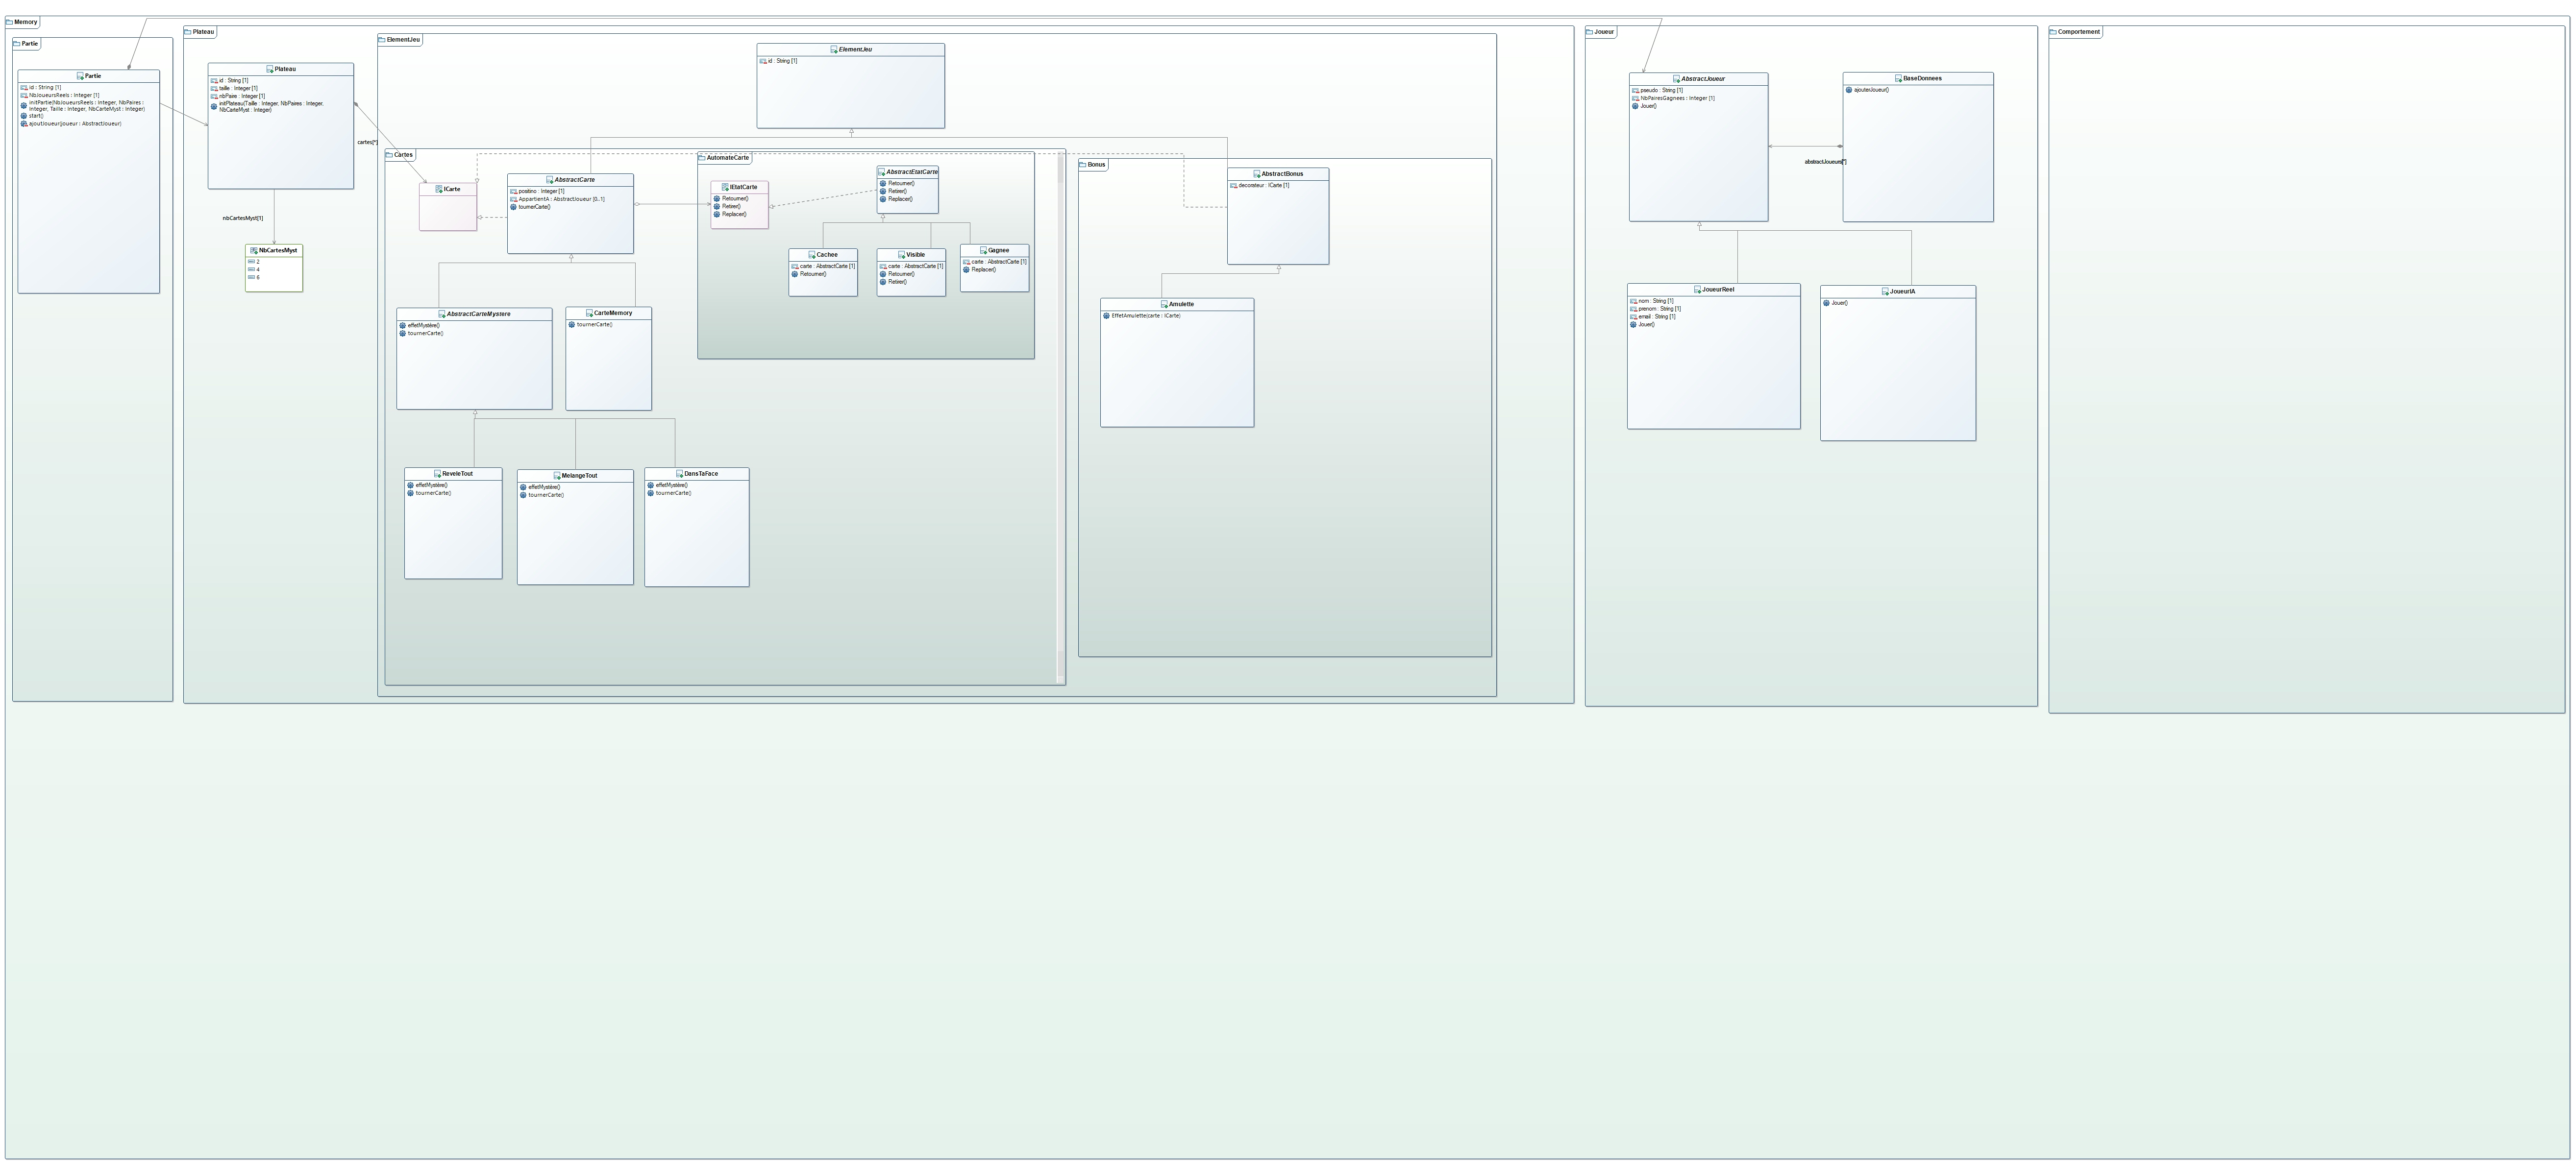 Memory
Partie
Partie
id : String [1]
NbJoueursReels : Integer [1]
initPartie(NbJoueursReels : Integer, NbPaires :
Integer, Taille : Integer, NbCarteMyst : Integer)
start()
ajoutJoueur(joueur : AbstractJoueur)
Plateau
Plateau
id : String [1]
taille : Integer [1]
nbPaire : Integer [1]
initPlateau(Taille : Integer, NbPaires : Integer,
NbCarteMyst : Integer)
cartes[*]
nbCartesMyst[1]
NbCartesMyst
2
4
6
ElementJeu
ElementJeu
id : String [1]
Cartes
ICarte
AbstractCarte
positino : Integer [1]
AppartientA : AbstractJoueur [0..1]
tournerCarte()
AutomateCarte
IEtatCarte
Retourner()
Retirer()
Replacer()
AbstractEtatCarte
Retourner()
Retirer()
Replacer()
Cachee
carte : AbstractCarte [1]
Retourner()
Visible
carte : AbstractCarte [1]
Retourner()
Retirer()
Gagnee
carte : AbstractCarte [1]
Replacer()
AbstractCarteMystere
effetMystére()
tournerCarte()
CarteMemory
tournerCarte()
ReveleTout
effetMystére()
tournerCarte()
MelangeTout
effetMystére()
tournerCarte()
DansTaFace
effetMystére()
tournerCarte()
Bonus
AbstractBonus
decorateur : ICarte [1]
Amulette
EffetAmulette(carte : ICarte)
Joueur
AbstractJoueur
pseudo : String [1]
NbPairesGagnees : Integer [1]
Jouer()
BaseDonnees
ajouterJoueur()
abstractJoueurs[*]
JoueurReel
nom : String [1]
prenom : String [1]
email : String [1]
Jouer()
JoueurIA
Jouer()
Comportement